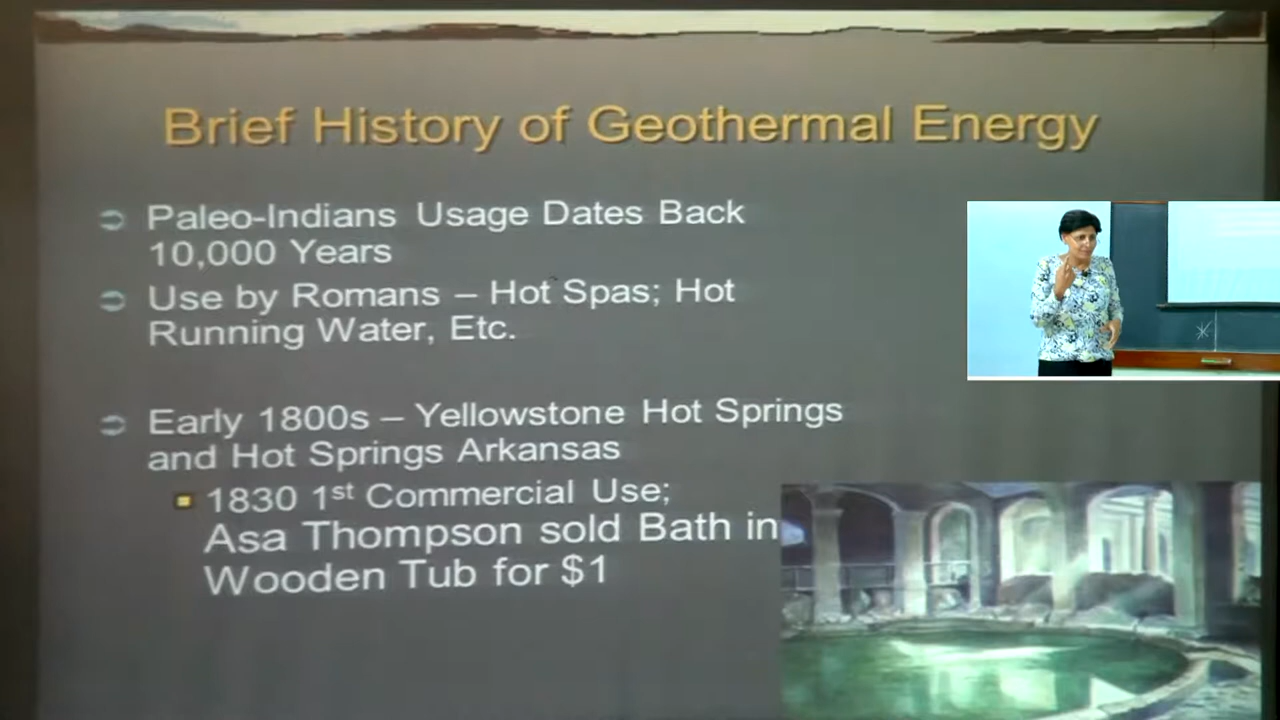 Brief History of Geothermal Energy
Paleo-Indians Usage Dates Back
10,000 Years
Use by Romans – Hot Spas; Hot
Running Water, Etc.
Early 1800s – Yellowstone Hot Springs
and Hot Springs Arkansas
1830 1st Commercial Use;
Asa Thompson sold Bath in
Wooden Tub for $1